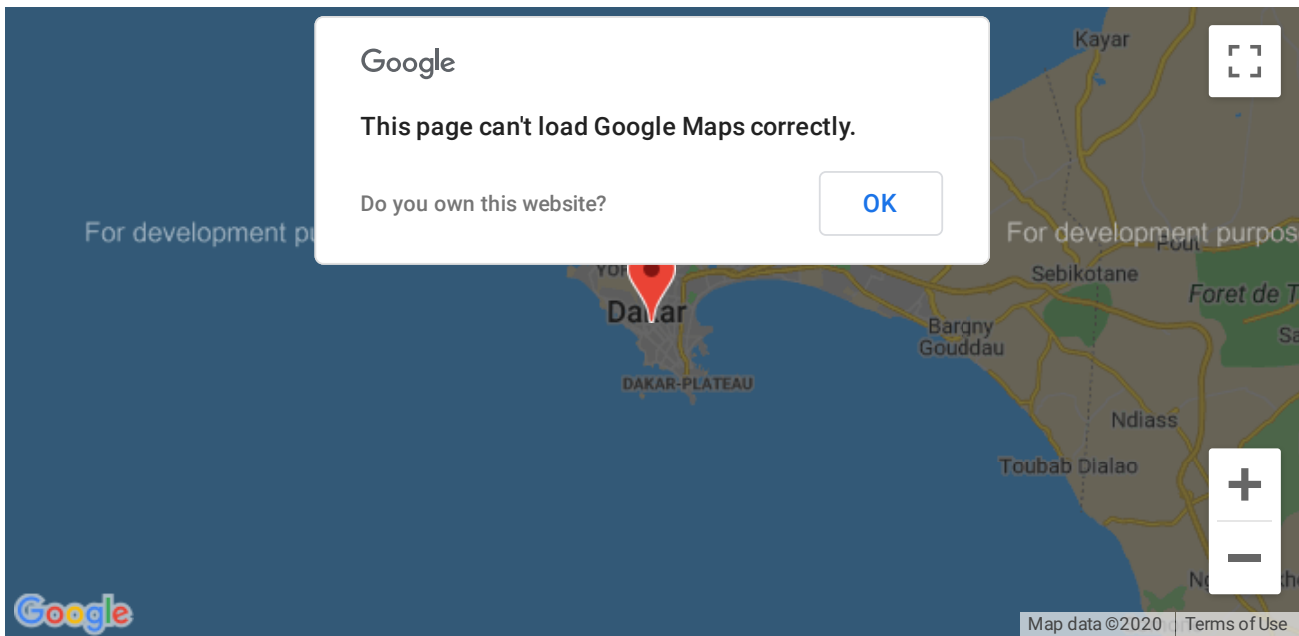 Google
This page can't load Google Maps correctly.
Do you own this website?
OK
Kayar
For development
For development purpos
Sebikotane
Foret de T
Dakar
Bargny
Gouddau
DAKAR-PLATEAU
Ndiass
Toubab Dialao
Google
Map data ©2020
Terms of Use